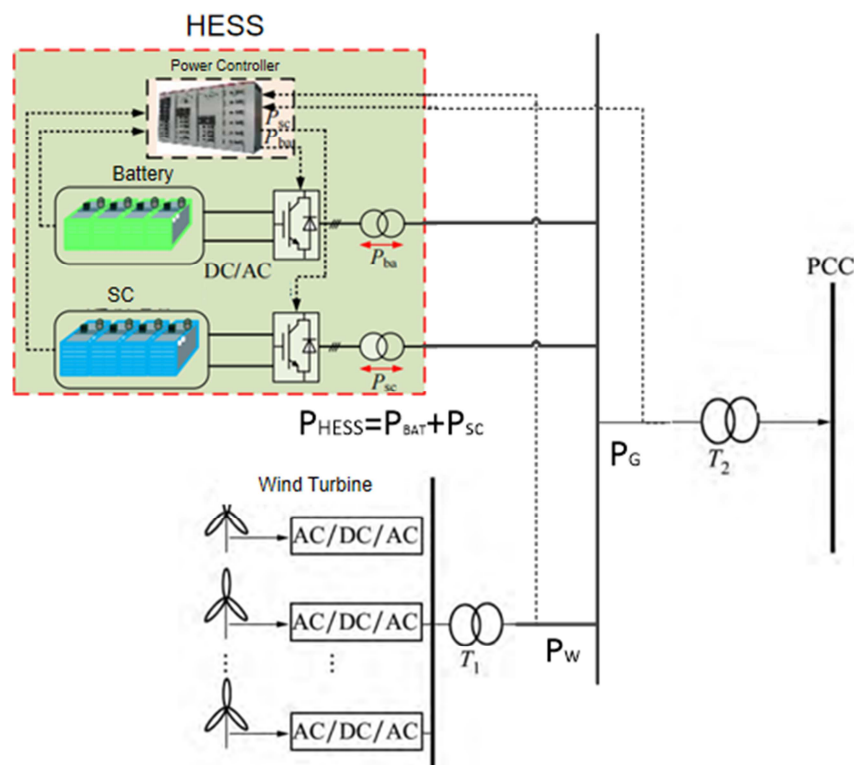 HESS
Power Controller
Psc
Pba
Battery
DC/AC
Pba
SC
Psc
PHESS=PBAT+PSC
PCC
PG
T2
Wind Turbine
AC/DC/AC
AC/DC/AC
T1
PW
AC/DC/AC